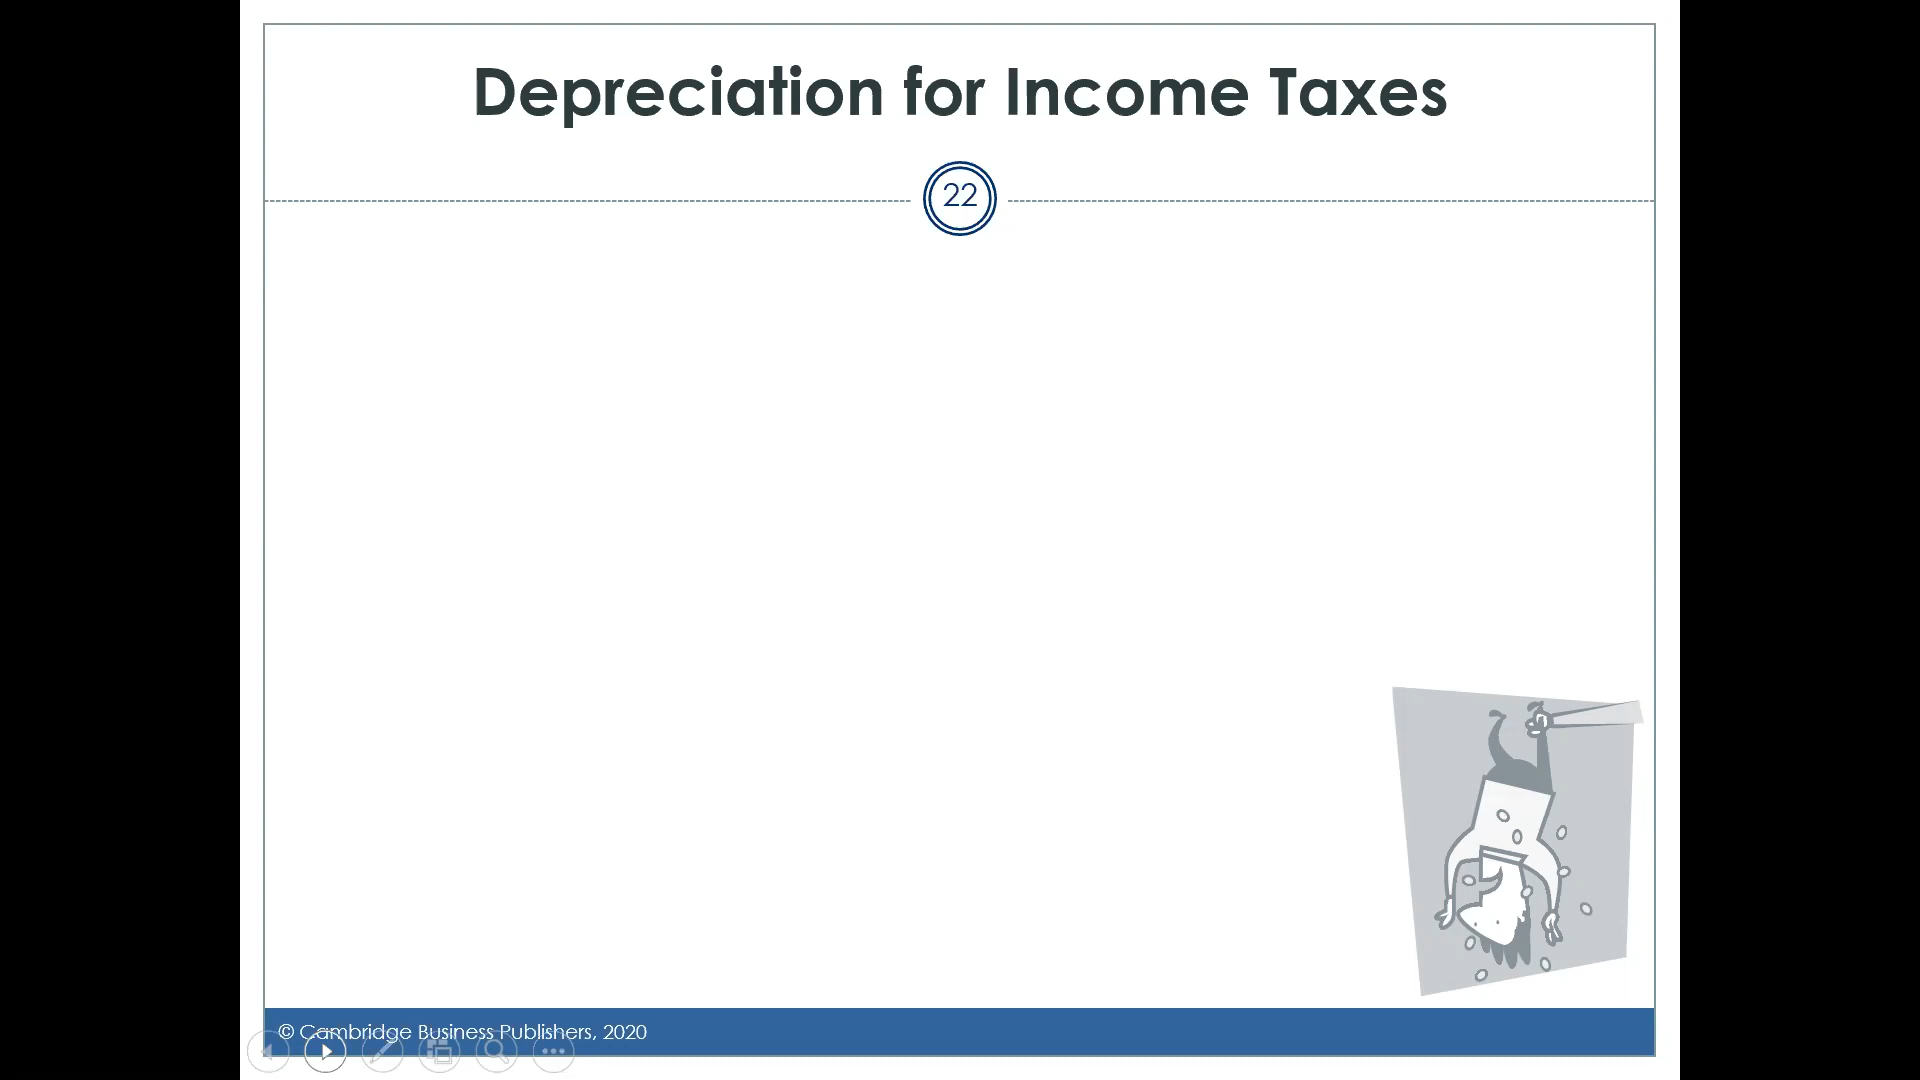 Depreciation for Income Taxes
22
© Cambridge Business Publishers, 2020